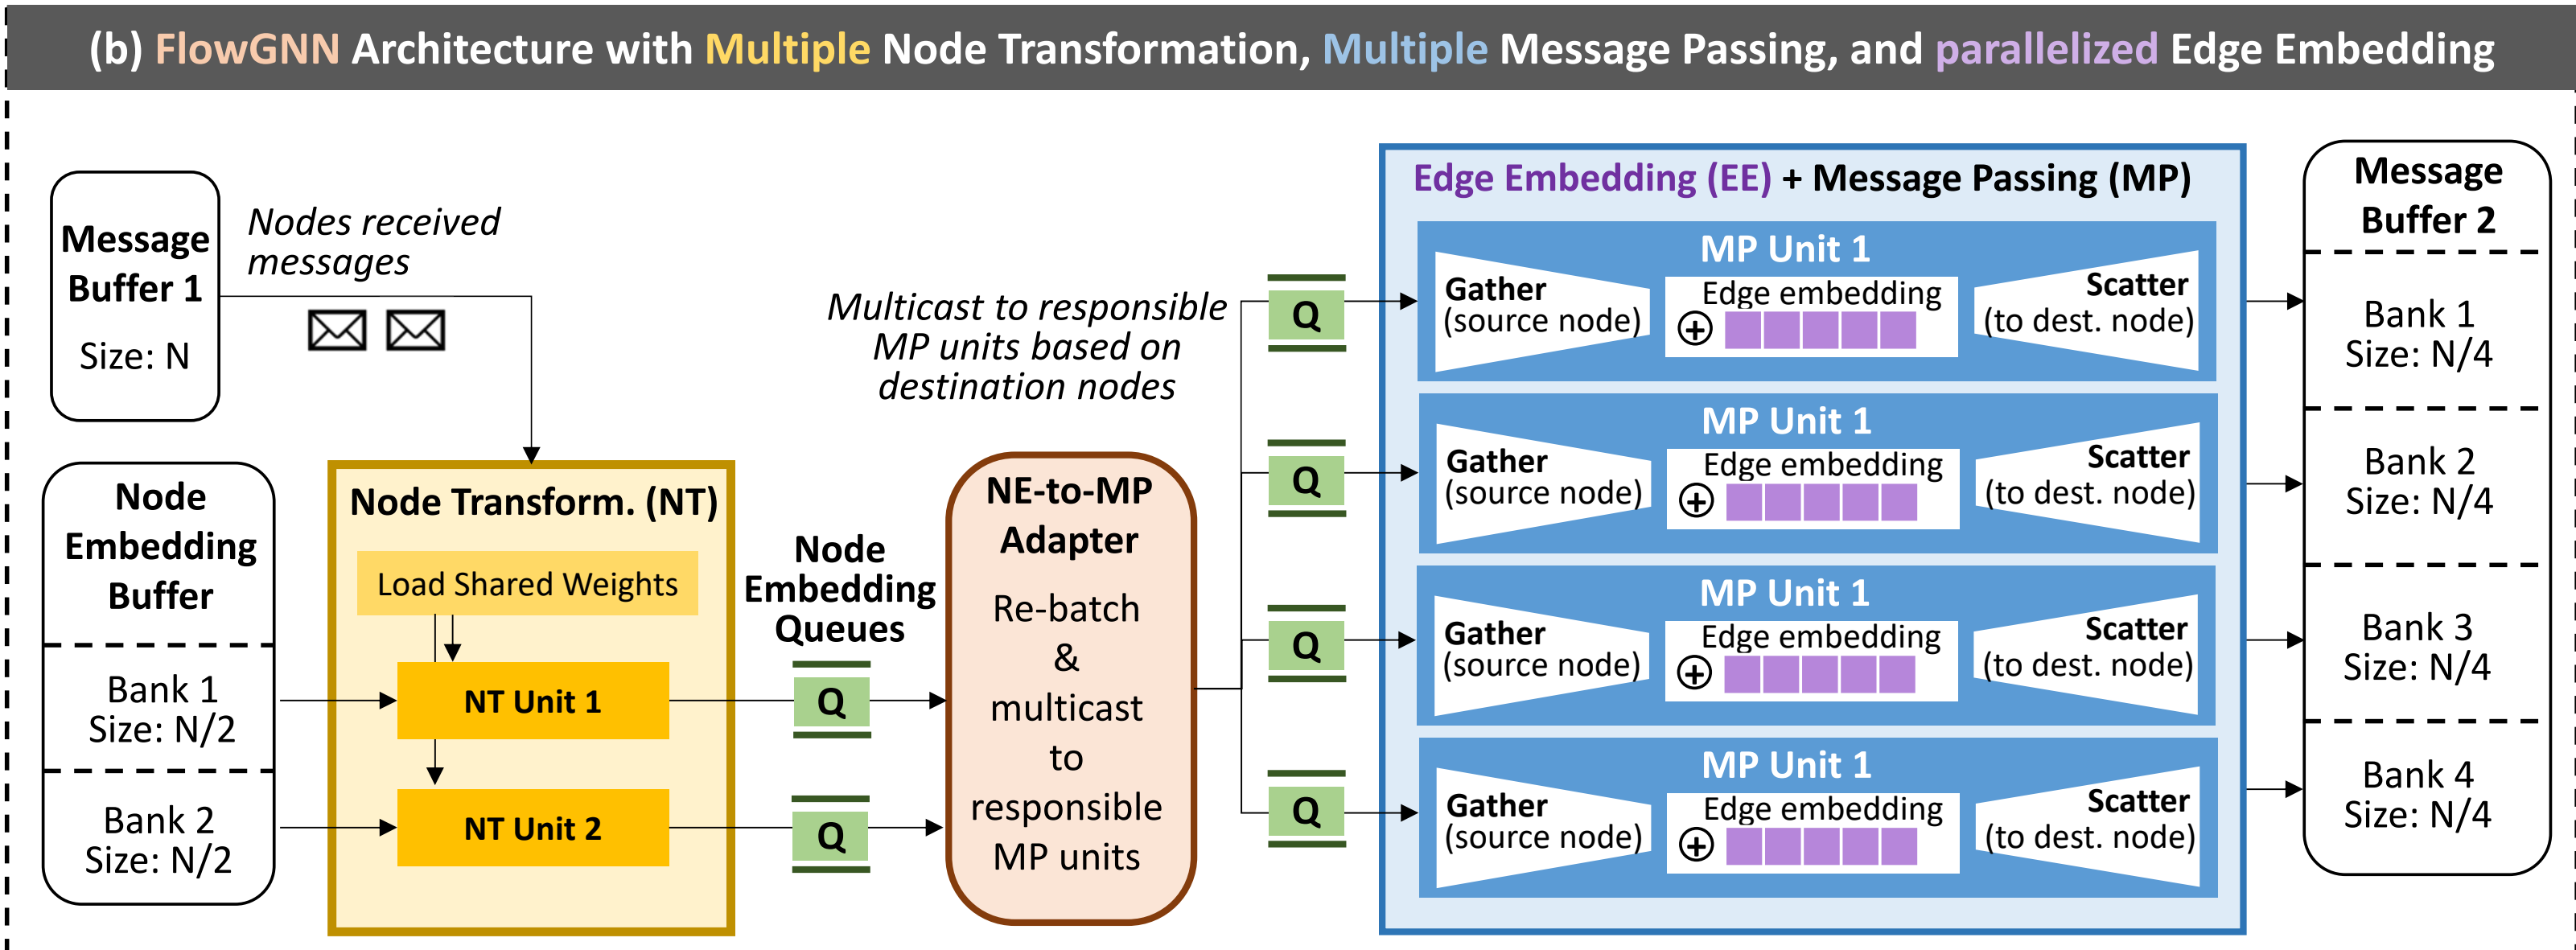 (b) FlowGNN Architecture with Multiple Node Transformation, Multiple Message Passing, and parallelized Edge Embedding
Message
Buffer 1
Size: N
Nodes received
messages
Node
Embedding
Buffer
Bank 1
Size: N/2
Bank 2
Size: N/2
Node Transform. (NT)
Load Shared Weights
NT Unit 1
NT Unit 2
Node
Embedding
Queues
Q
Q
NE-to-MP
Adapter
Re-batch
&
multicast
to
responsible
MP units
Multicast to responsible
MP units based on
destination nodes
Q
Q
Q
Q
Edge Embedding (EE) + Message Passing (MP)
MP Unit 1
Gather
(source node)
Edge embedding
+
Scatter
(to dest. node)
MP Unit 1
Gather
(source node)
Edge embedding
+
Scatter
(to dest. node)
MP Unit 1
Gather
(source node)
Edge embedding
+
Scatter
(to dest. node)
MP Unit 1
Gather
(source node)
Edge embedding
+
Scatter
(to dest. node)
Message
Buffer 2
Bank 1
Size: N/4
Bank 2
Size: N/4
Bank 3
Size: N/4
Bank 4
Size: N/4